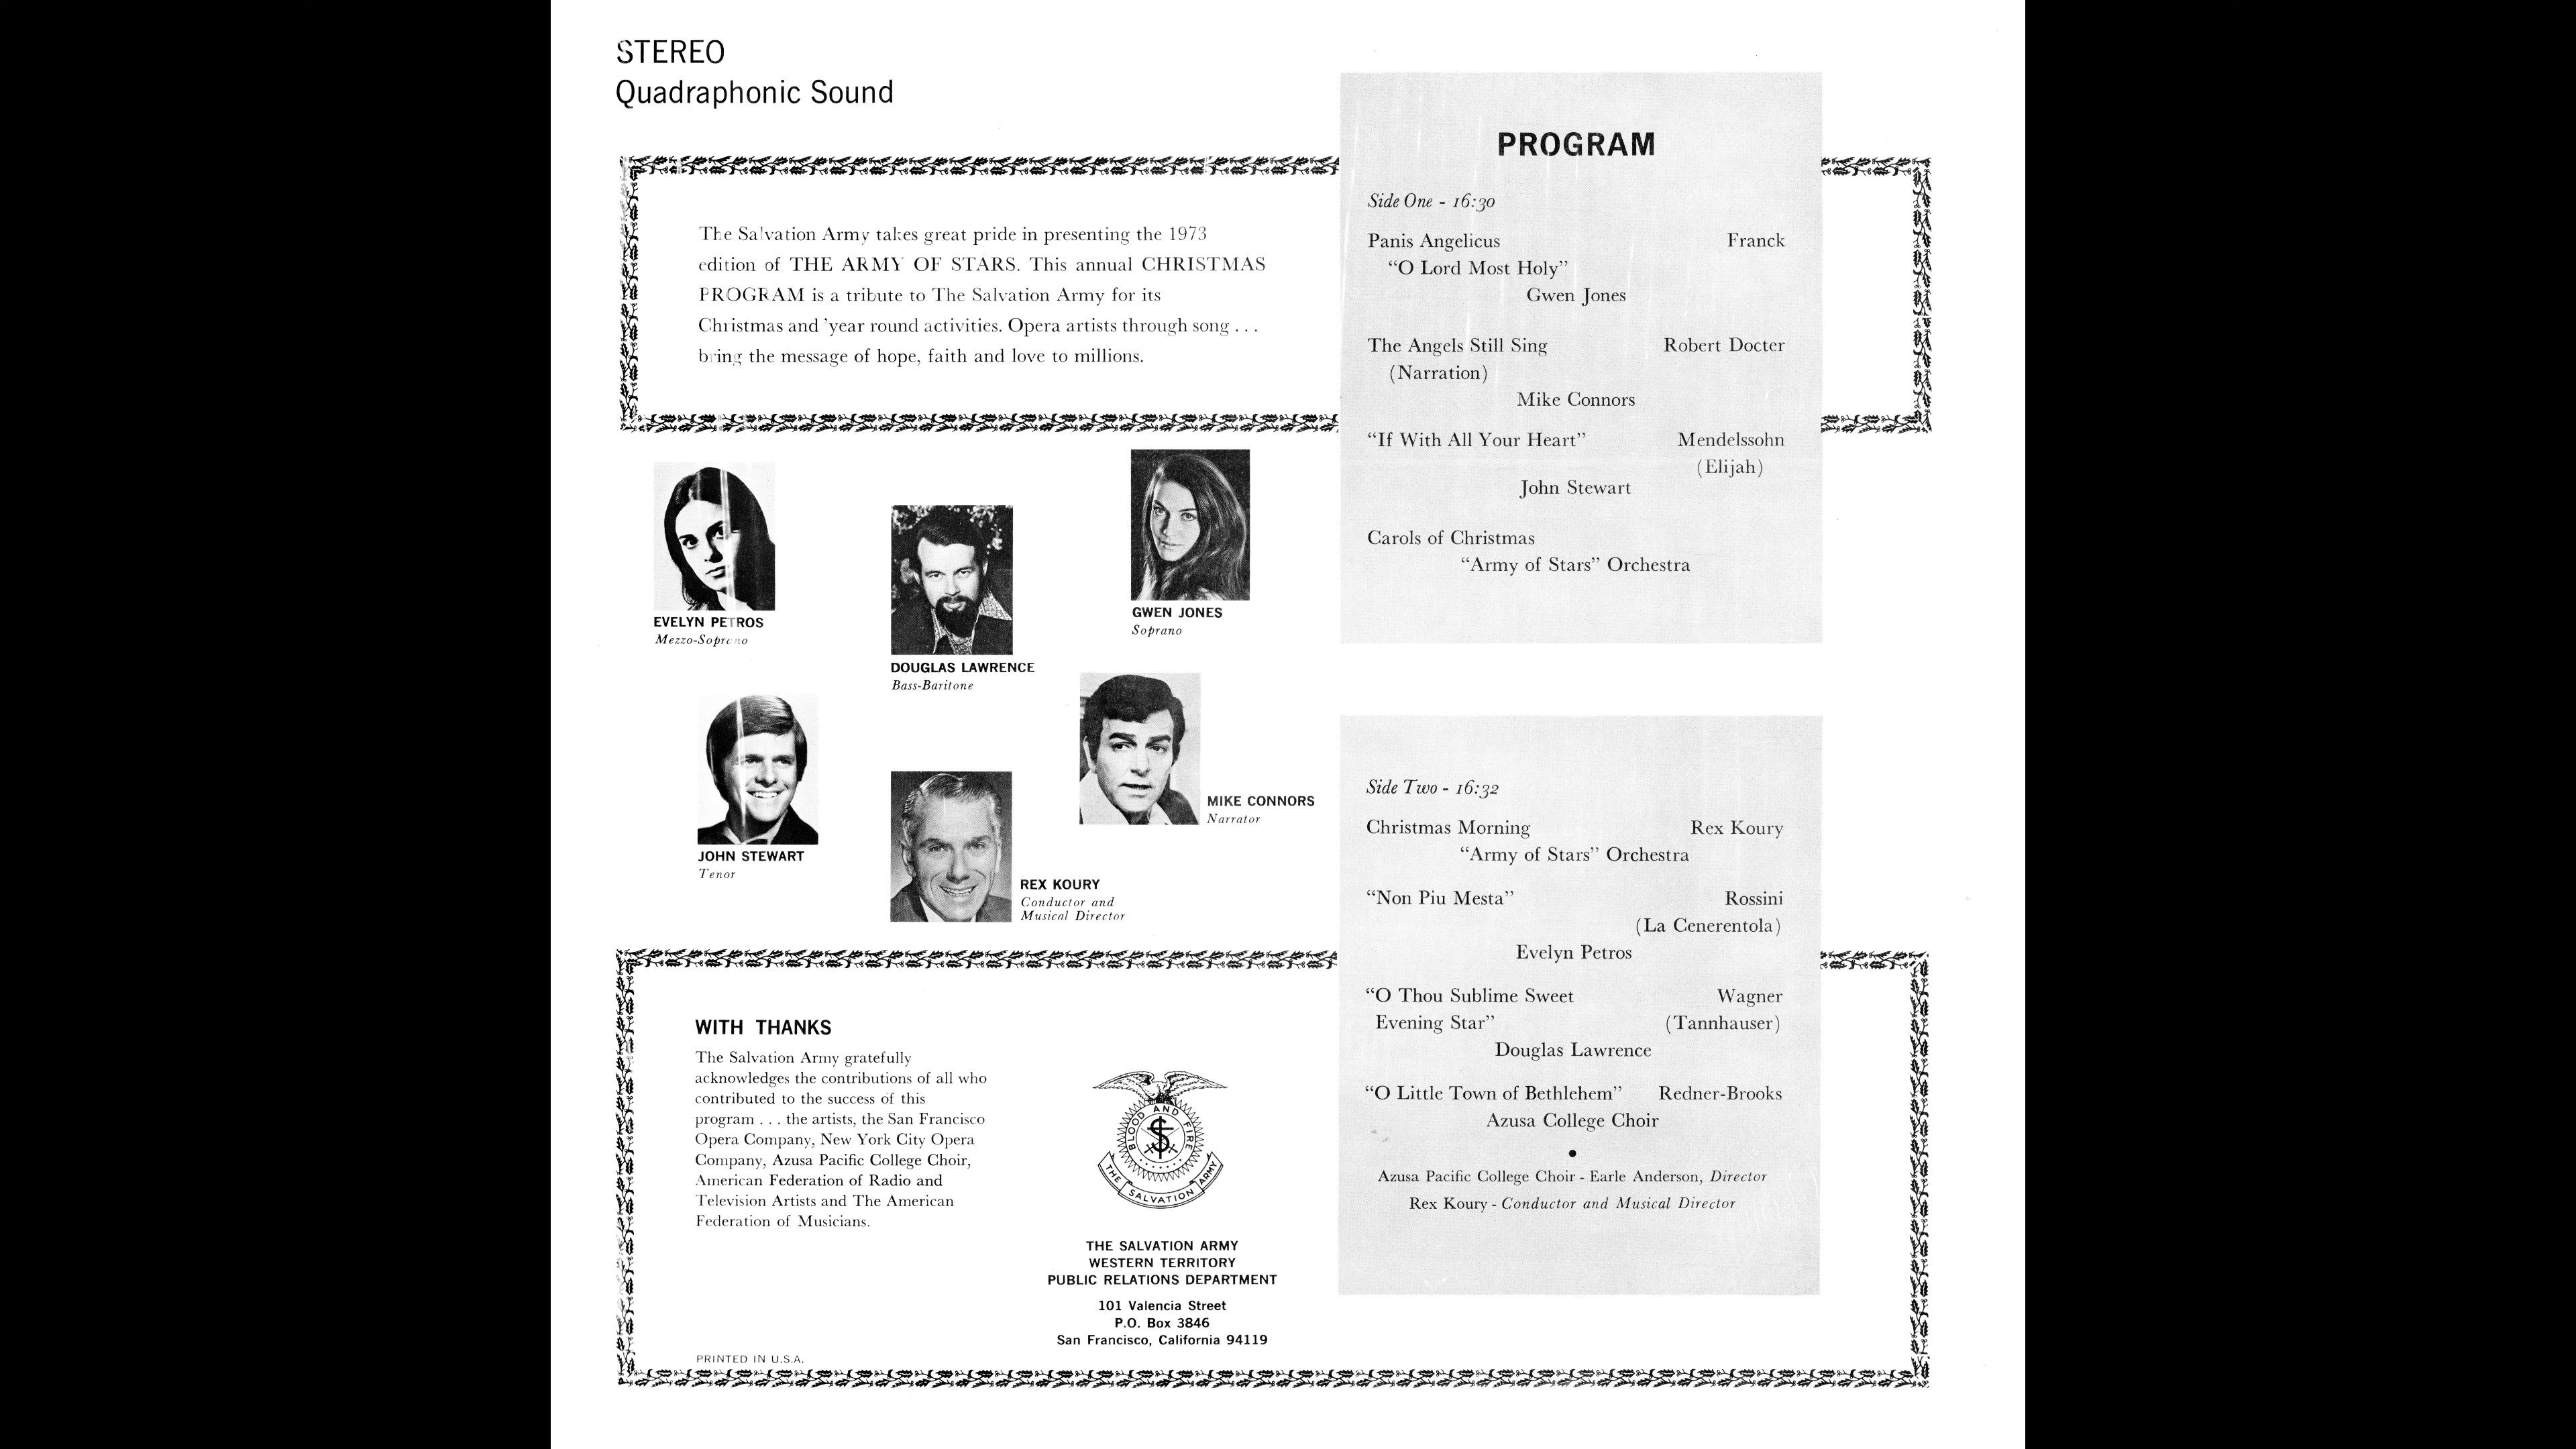 STEREO
Quadraphonic Sound
The Salvation Army takes great pride in presenting the 1973
edition of THE ARMY OF STARS. This annual CHRISTMAS
PROGRAM is a tribute to The Salvation Army for its
Christmas and 'year round activities. Opera artists through song . . .
bring the message of hope, faith and love to millions.
EVELYN PETROS
Mezzo-Soprano
DOUGLAS LAWRENCE
Bass-Baritone
GWEN JONES
Soprano
JOHN STEWART
Tenor
REX KOURY
Conductor and
Musical Director
MIKE CONNORS
Narrator
PROGRAM
Side One - 16:30
Panis Angelicus Franck
"O Lord Most Holy"
Gwen Jones
The Angels Still Sing Robert Docter
(Narration)
Mike Connors
"If With All Your Heart" Mendelssohn
(Elijah)
John Stewart
Carols of Christmas
"Army of Stars" Orchestra
Side Two - 16:32
Christmas Morning Rex Koury
"Army of Stars" Orchestra
"Non Piu Mesta" Rossini
(La Cenerentola)
Evelyn Petros
"O Thou Sublime Sweet Wagner
Evening Star" (Tannhauser)
Douglas Lawrence
"O Little Town of Bethlehem" Redner-Brooks
Azusa College Choir
Azusa Pacific College Choir - Earle Anderson, Director
Rex Koury - Conductor and Musical Director
WITH THANKS
The Salvation Army gratefully
acknowledges the contributions of all who
contributed to the success of this
program . . . the artists, the San Francisco
Opera Company, New York City Opera
Company, Azusa Pacific College Choir,
American Federation of Radio and
Television Artists and The American
Federation of Musicians.
BLOOD AND FIRE
THE SALVATION ARMY
THE SALVATION ARMY
WESTERN TERRITORY
PUBLIC RELATIONS DEPARTMENT
101 Valencia Street
P.O. Box 3846
San Francisco, California 94119
PRINTED IN U.S.A.